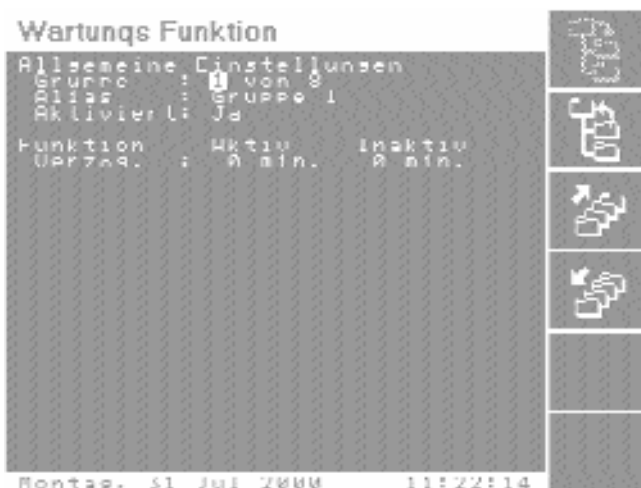 Wartungs Funktion
Allgemeine Einstellungen
Gruppe : 1 von 8
Alias : Gruppe 1
Aktiviert: Ja
Funktion Aktiv Inaktiv
Verzög. : 0 min. 0 min.
Montag, 31 Jul 2000 11:22:14